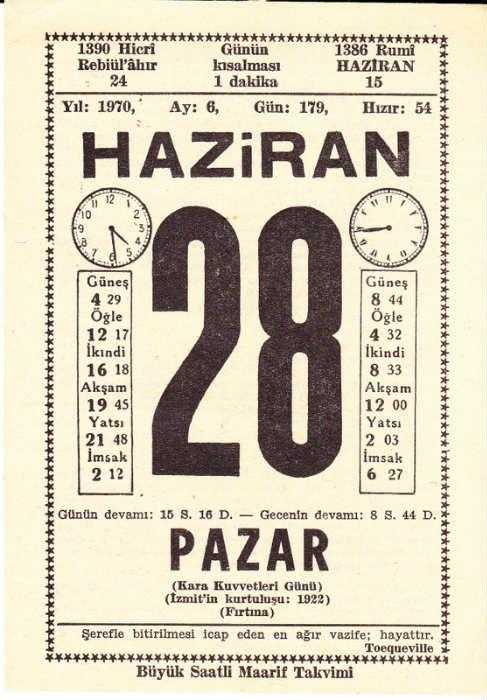 1390 Hicrî Günün 1386 Rumî
Rebiül'âhır kısalması HAZİRAN
24 1 dakika 15
Yıl: 1970, Ay: 6, Gün: 179, Hızır: 54
HAZiRAN
28
Güneş
4 29
Öğle
12 17
İkindi
16 18
Akşam
19 45
Yatsı
21 48
İmsak
2 12
Güneş
8 44
Öğle
4 32
İkindi
8 33
Akşam
12 00
Yatsı
2 03
İmsak
6 27
Günün devamı: 15 S. 16 D. — Gecenin devamı: 8 S. 44 D.
PAZAR
(Kara Kuvvetleri Günü)
(İzmit'in kurtuluşu: 1922)
(Fırtına)
Şerefle bitirilmesi icap eden en ağır vazife; hayattır.
Toequeville
Büyük Saatli Maarif Takvimi